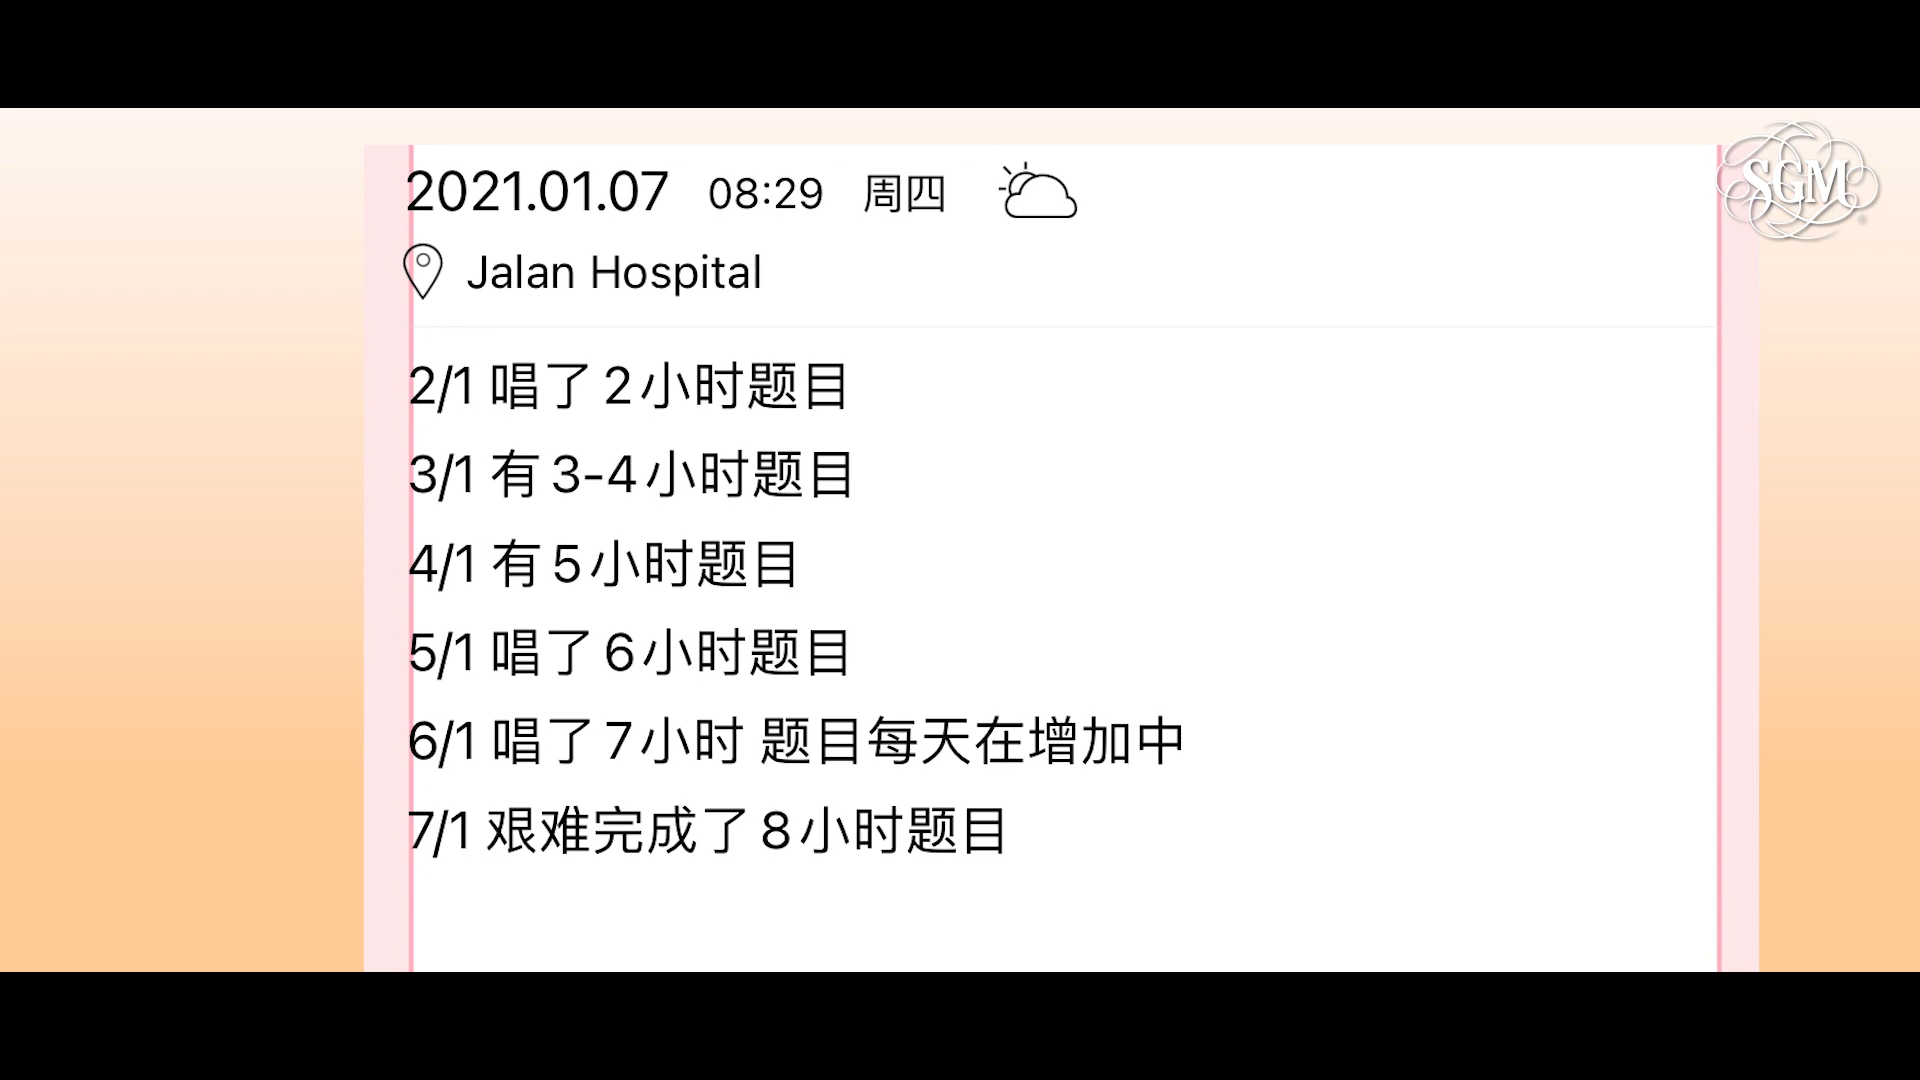 2021.01.07 08:29 周四
Jalan Hospital
2/1 唱了2小时题目
3/1 有3-4小时题目
4/1 有5小时题目
5/1 唱了6小时题目
6/1 唱了7小时 题目每天在增加中
7/1 艰难完成了8小时题目
SGM